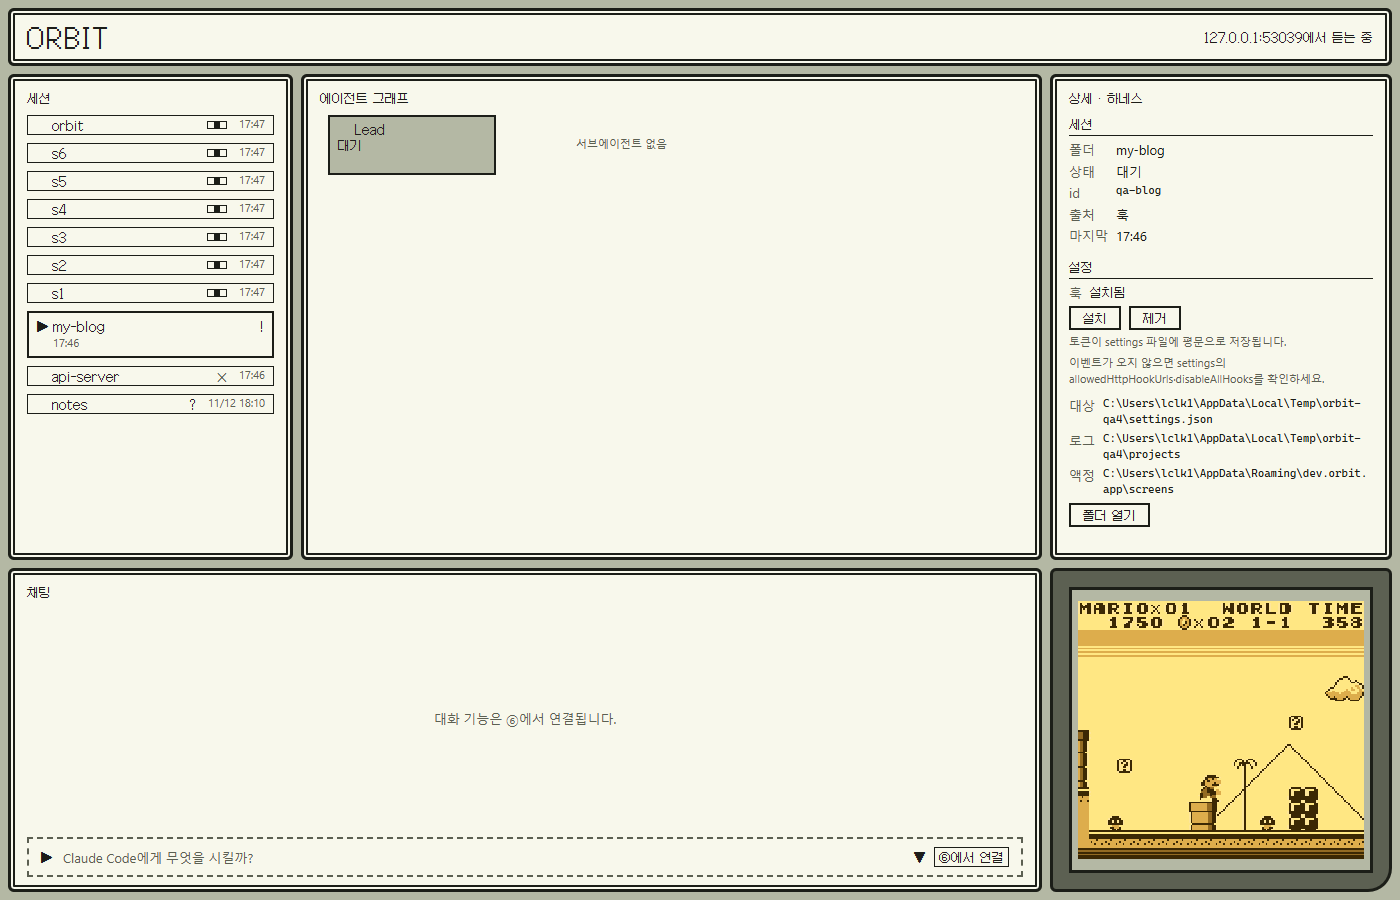 ORBIT
127.0.0.1:53039에서 듣는 중
세션
orbit 17:47
s6 17:47
s5 17:47
s4 17:47
s3 17:47
s2 17:47
s1 17:47
▶ my-blog !
17:46
api-server × 17:46
notes ? 11/12 18:10
에이전트 그래프
Lead
대기
서브에이전트 없음
상세 · 하네스
세션
폴더 my-blog
상태 대기
id qa-blog
출처 훅
마지막 17:46
설정
훅 설치됨
설치 제거
토큰이 settings 파일에 평문으로 저장됩니다.
이벤트가 오지 않으면 settings의
allowedHttpHookUrls·disableAllHooks를 확인하세요.
대상 C:\Users\lclk1\AppData\Local\Temp\orbit-
qa4\settings.json
로그 C:\Users\lclk1\AppData\Local\Temp\orbit-
qa4\projects
액정 C:\Users\lclk1\AppData\Roaming\dev.orbit.
app\screens
폴더 열기
채팅
대화 기능은 ⑥에서 연결됩니다.
▶ Claude Code에게 무엇을 시킬까? ▼ ⑥에서 연결
MARIO×01 WORLD TIME
1750 ×02 1-1 353
?
?